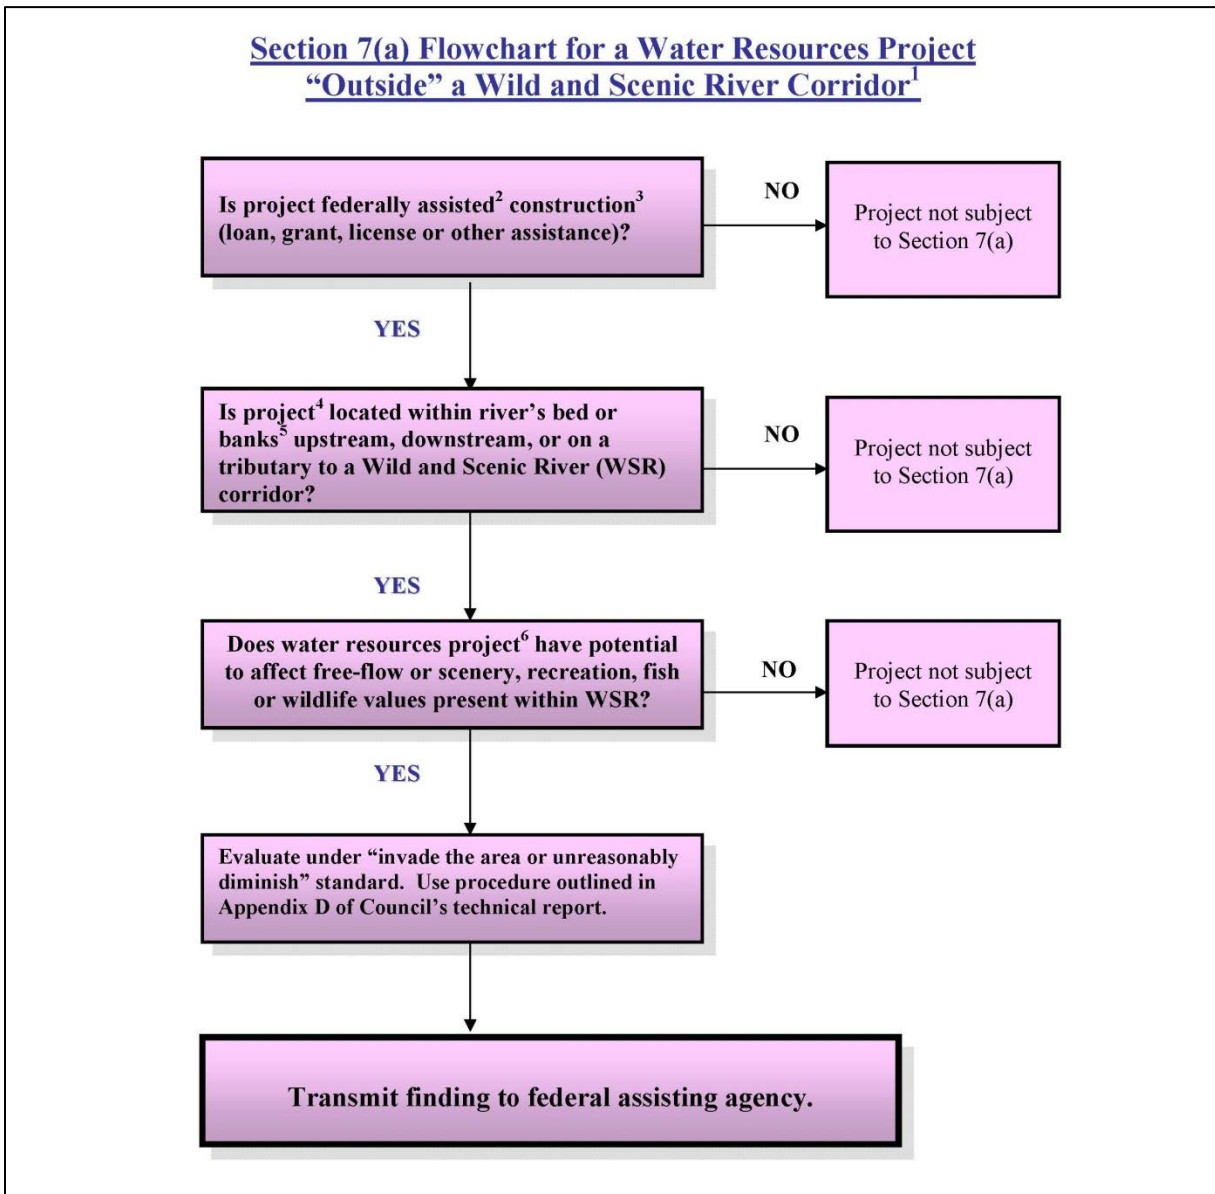 Section 7(a) Flowchart for a Water Resources Project
“Outside” a Wild and Scenic River Corridor1
Is project federally assisted2 construction3
(loan, grant, license or other assistance)?
NO
Project not subject
to Section 7(a)
YES
Is project4 located within river’s bed or
banks5 upstream, downstream, or on a
tributary to a Wild and Scenic River (WSR)
corridor?
NO
Project not subject
to Section 7(a)
YES
Does water resources project6 have potential
to affect free-flow or scenery, recreation, fish
or wildlife values present within WSR?
NO
Project not subject
to Section 7(a)
YES
Evaluate under “invade the area or unreasonably
diminish” standard.  Use procedure outlined in
Appendix D of Council’s technical report.
Transmit finding to federal assisting agency.